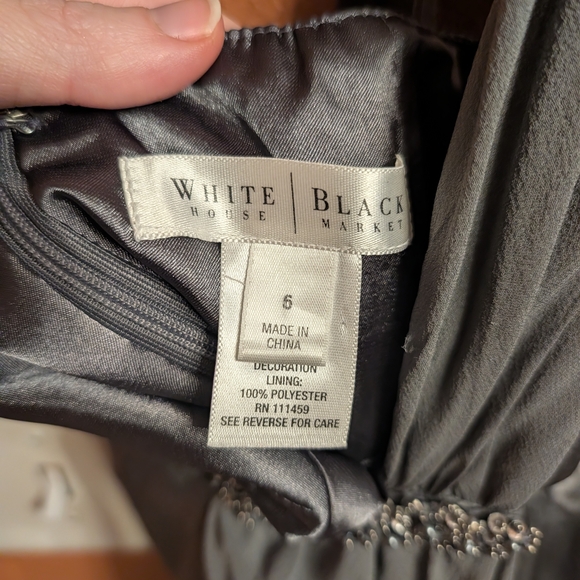 WHITE | BLACK
HOUSE MARKET
6
MADE IN
CHINA
DECORATION
LINING:
100% POLYESTER
RN 111459
SEE REVERSE FOR CARE